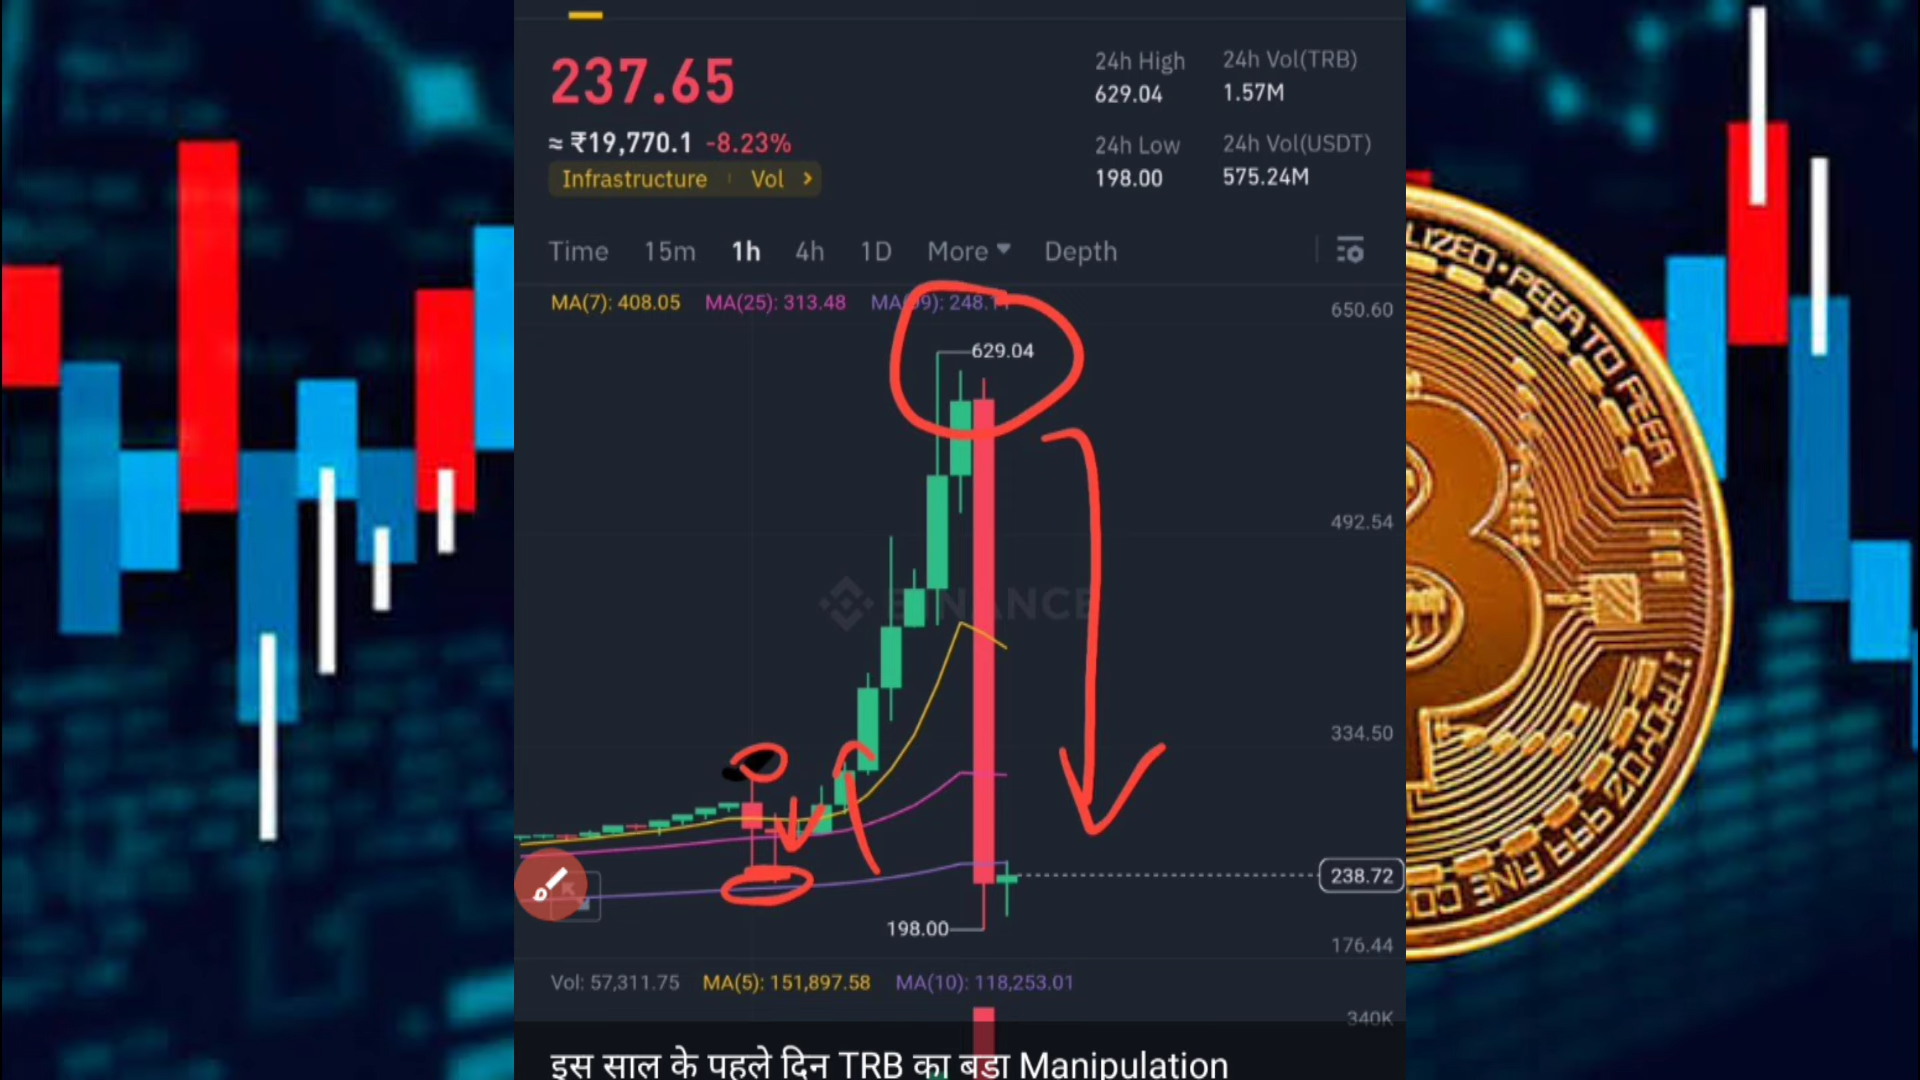 237.65
≈ ₹19,770.1 -8.23%
Infrastructure Vol >
24h High
629.04
24h Vol(TRB)
1.57M
24h Low
198.00
24h Vol(USDT)
575.24M
Time 15m 1h 4h 1D More Depth
MA(7): 408.05 MA(25): 313.48
650.60
629.04
492.54
BINANCE
334.50
238.72
198.00
176.44
Vol: 57,311.75 MA(5): 151,897.58 MA(10): 118,253.01
340K
इस साल के पहले दिन TRB का बड़ा Manipulation
PEER TO PEER